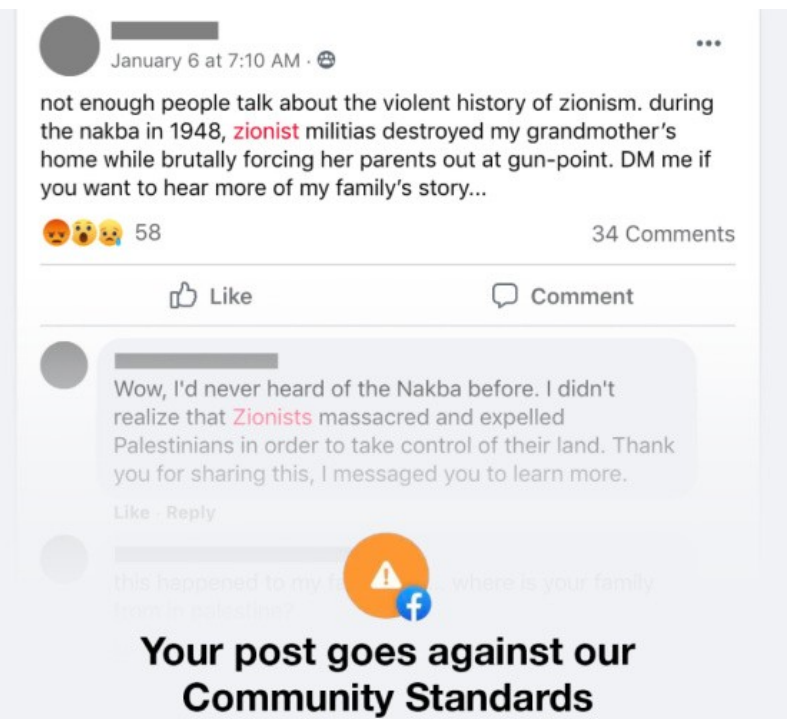 January 6 at 7:10 AM ·
not enough people talk about the violent history of zionism. during
the nakba in 1948, zionist militias destroyed my grandmother's
home while brutally forcing her parents out at gun-point. DM me if
you want to hear more of my family's story...
58
34 Comments
Like
Comment
Wow, I'd never heard of the Nakba before. I didn't
realize that Zionists massacred and expelled
Palestinians in order to take control of their land. Thank
you for sharing this, I messaged you to learn more.
Like · Reply
this happened to my where is your family
from in palestine?
Your post goes against our
Community Standards